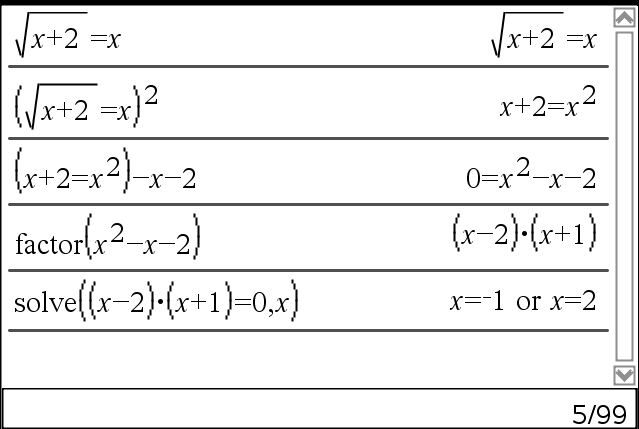 √x+2 =x √x+2 =x
(√x+2 =x)2 x+2=x2
(x+2=x2)−x−2 0=x2−x−2
factor(x2−x−2) (x−2)·(x+1)
solve((x−2)·(x+1)=0,x) x=-1 or x=2
5/99